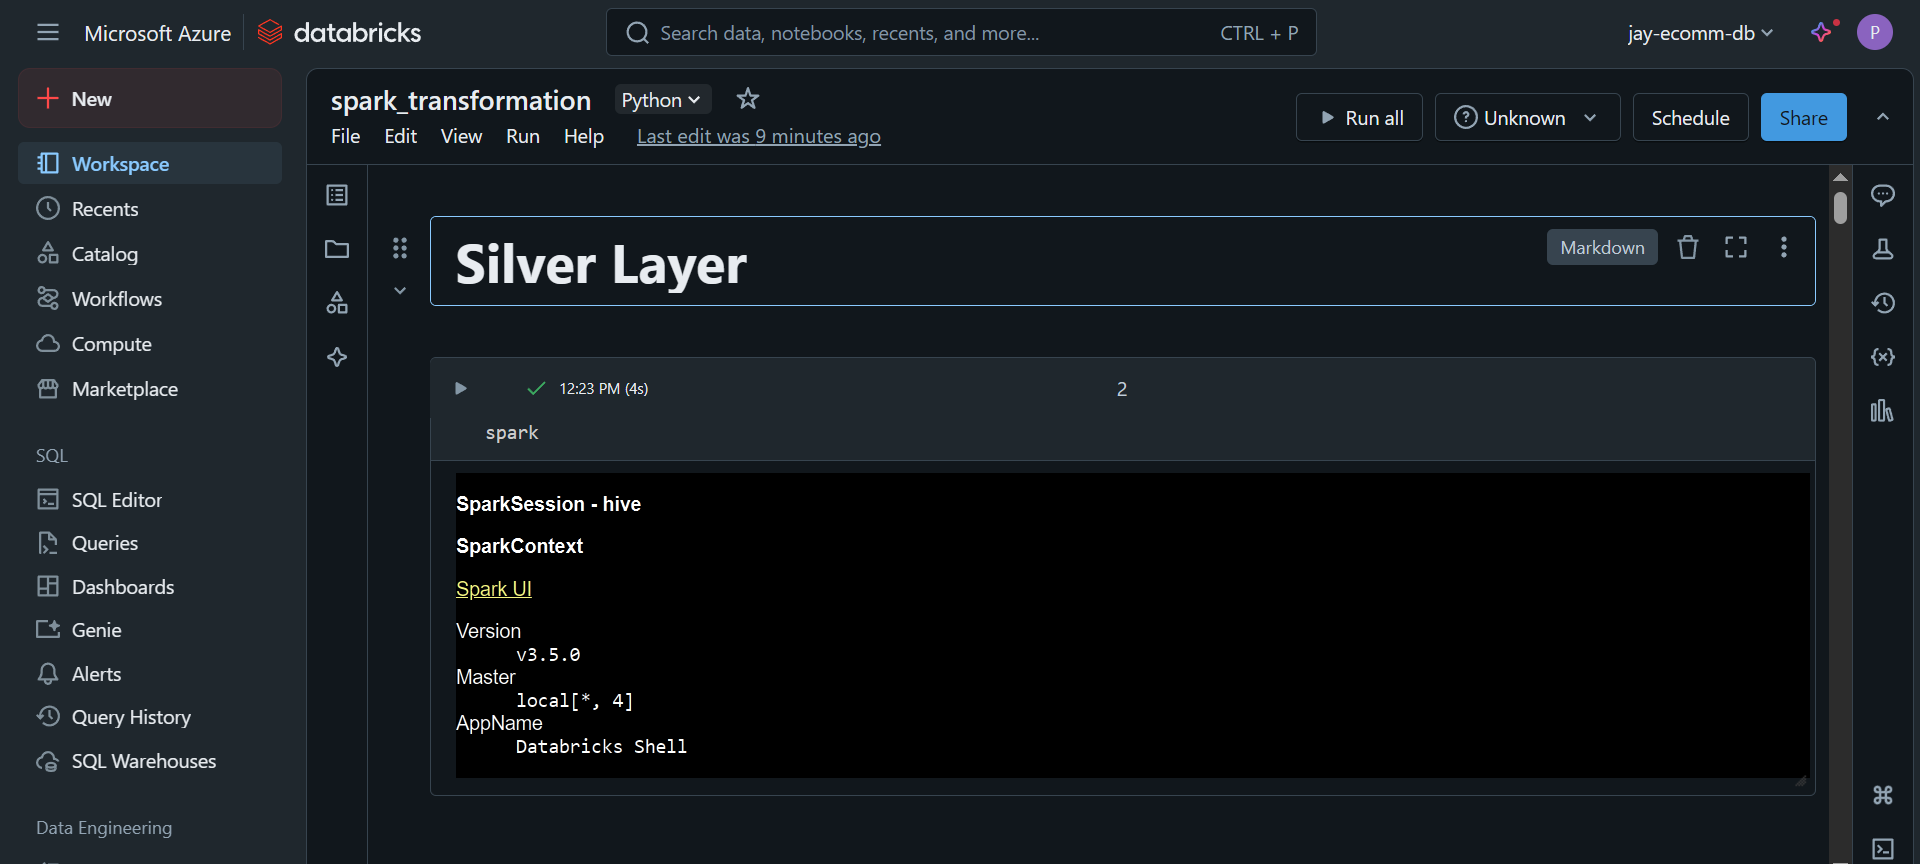 Microsoft Azure databricks Search data, notebooks, recents, and more... CTRL + P jay-ecomm-db P
New
Workspace
Recents
Catalog
Workflows
Compute
Marketplace
SQL
SQL Editor
Queries
Dashboards
Genie
Alerts
Query History
SQL Warehouses
Data Engineering
spark_transformation Python
File Edit View Run Help Last edit was 9 minutes ago
Run all Unknown Schedule Share
Silver Layer
Markdown
12:23 PM (4s) 2
spark
SparkSession - hive
SparkContext
Spark UI
Version
v3.5.0
Master
local[*, 4]
AppName
Databricks Shell